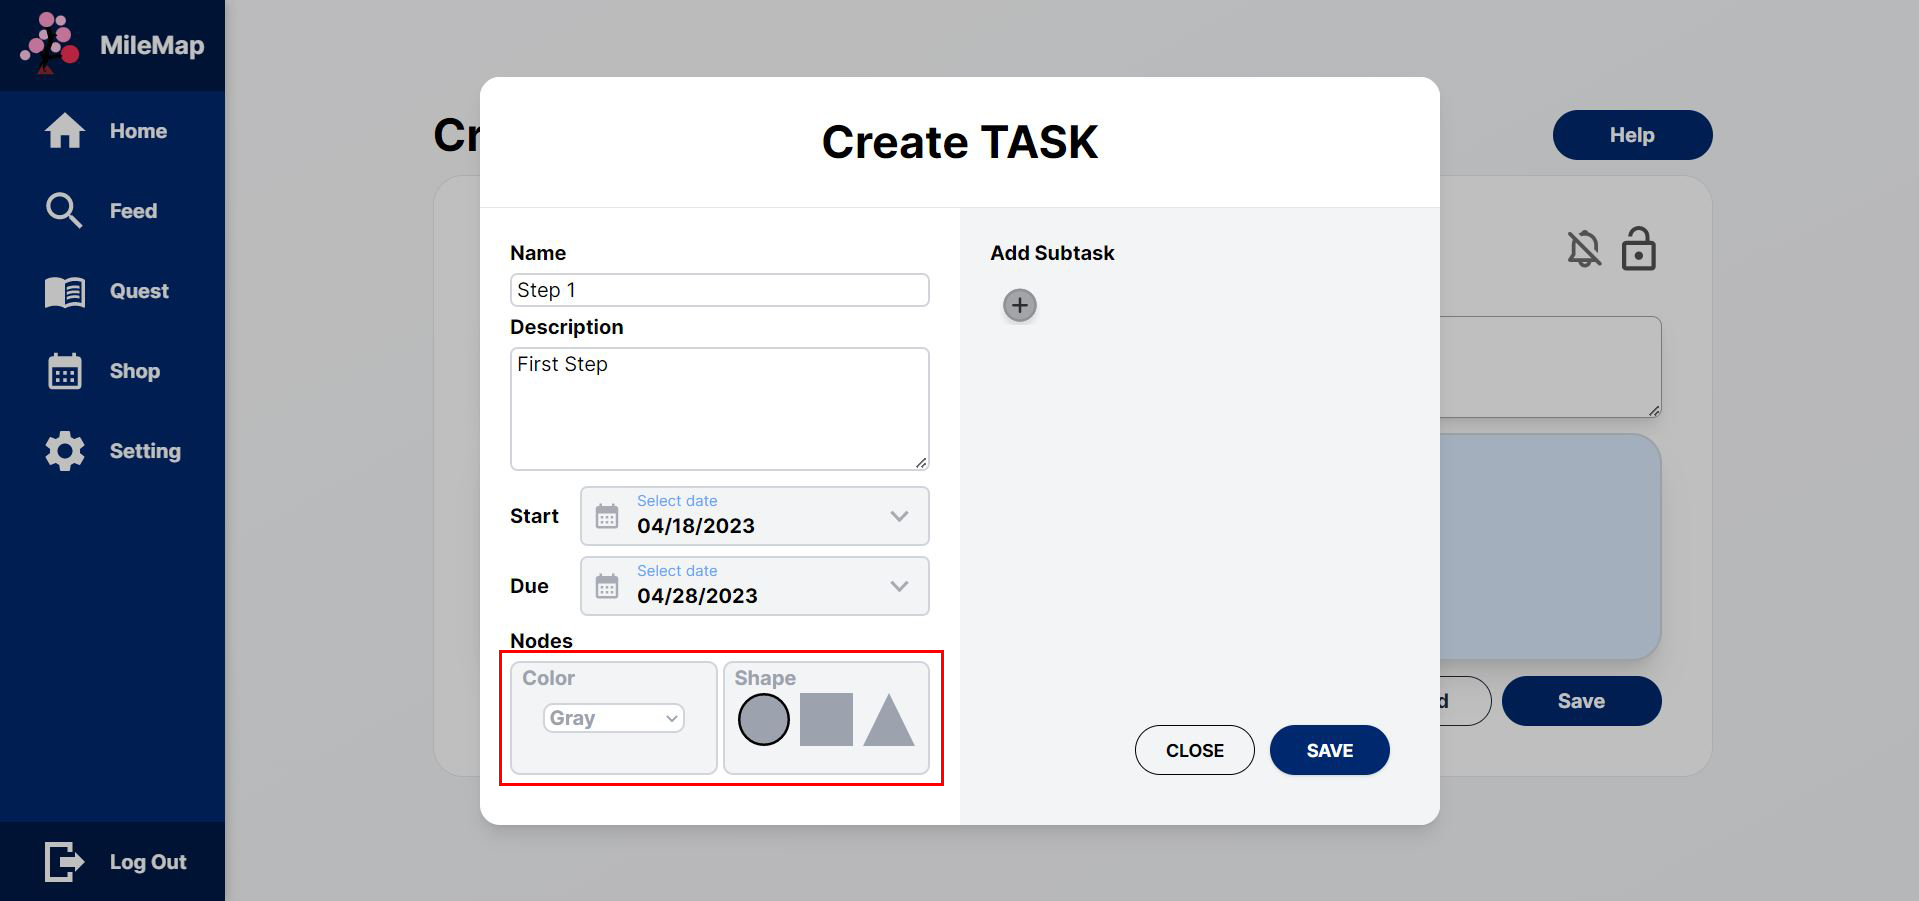 MileMap
Home
Feed
Quest
Shop
Setting
Log Out
Cr
Help
Create TASK
Name
Step 1
Description
First Step
Start
Select date
04/18/2023
Due
Select date
04/28/2023
Nodes
Color
Gray
Shape
Add Subtask
CLOSE
SAVE
d
Save